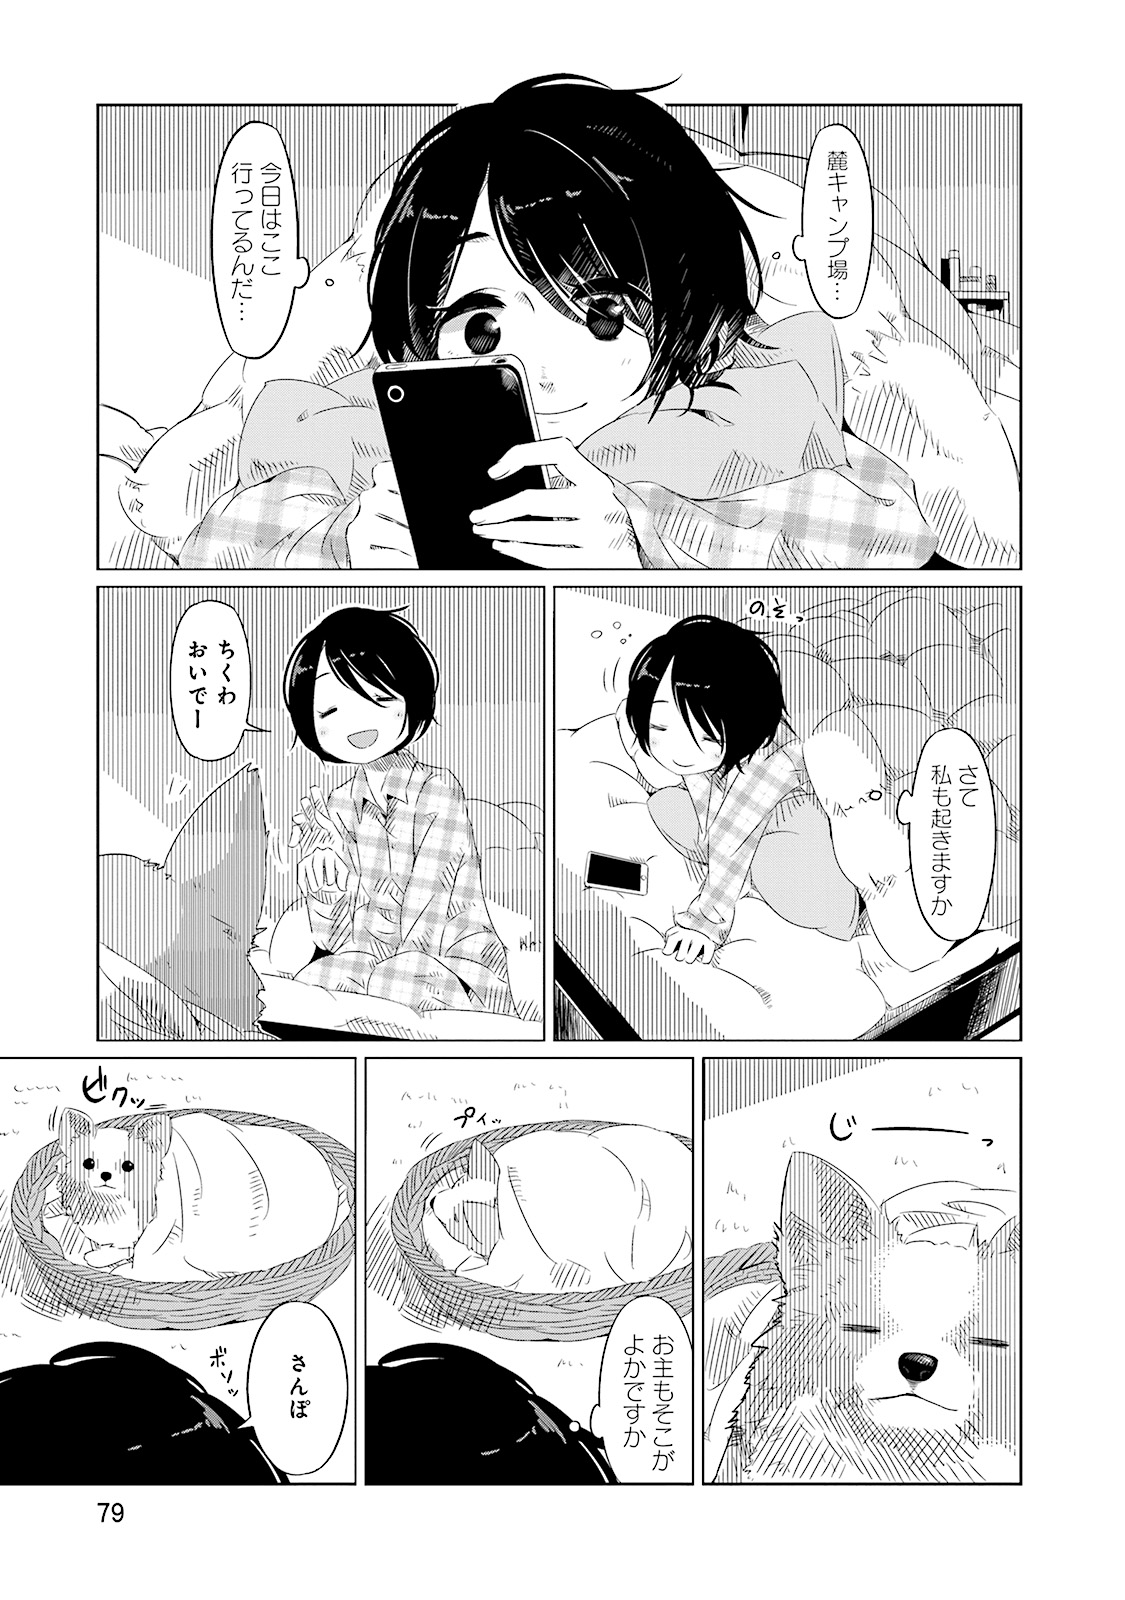 麓キャンプ場…
今日はここ
行ってるんだ…
のそっ
さて
私も起きますか
ちくわ
おいでー
じーーっ
プイッ
お主もそこが
よかですか
ビクッ
ボソッ
さんぽ
79